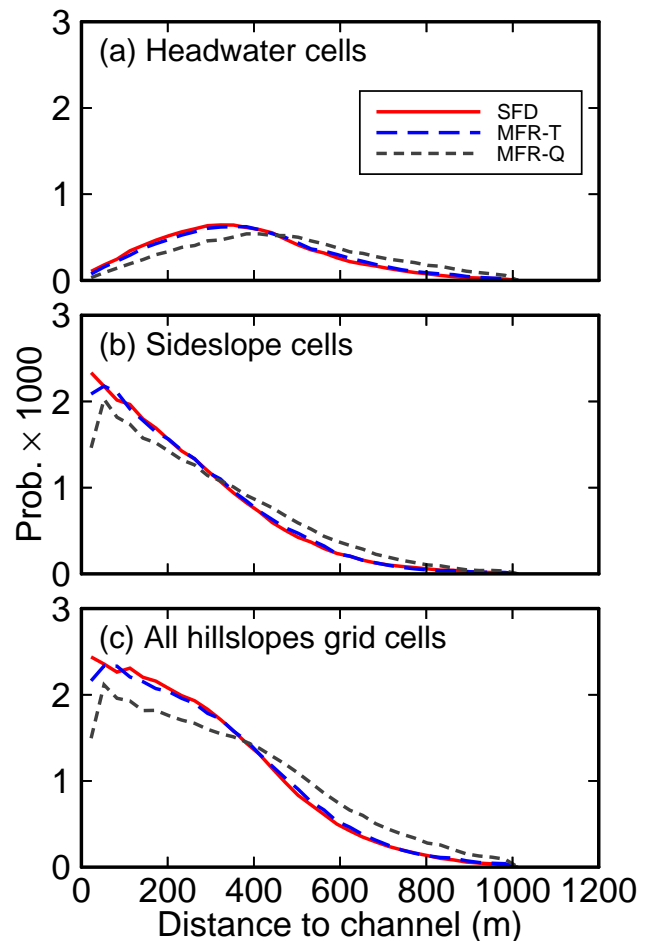 3
(a) Headwater cells
SFD
MFR-T
MFR-Q
2
1
0
3
(b) Sideslope cells
2
1
0
Prob. × 1000
3
(c) All hillslopes grid cells
2
1
0
0 200 400 600 800 1000 1200
Distance to channel (m)